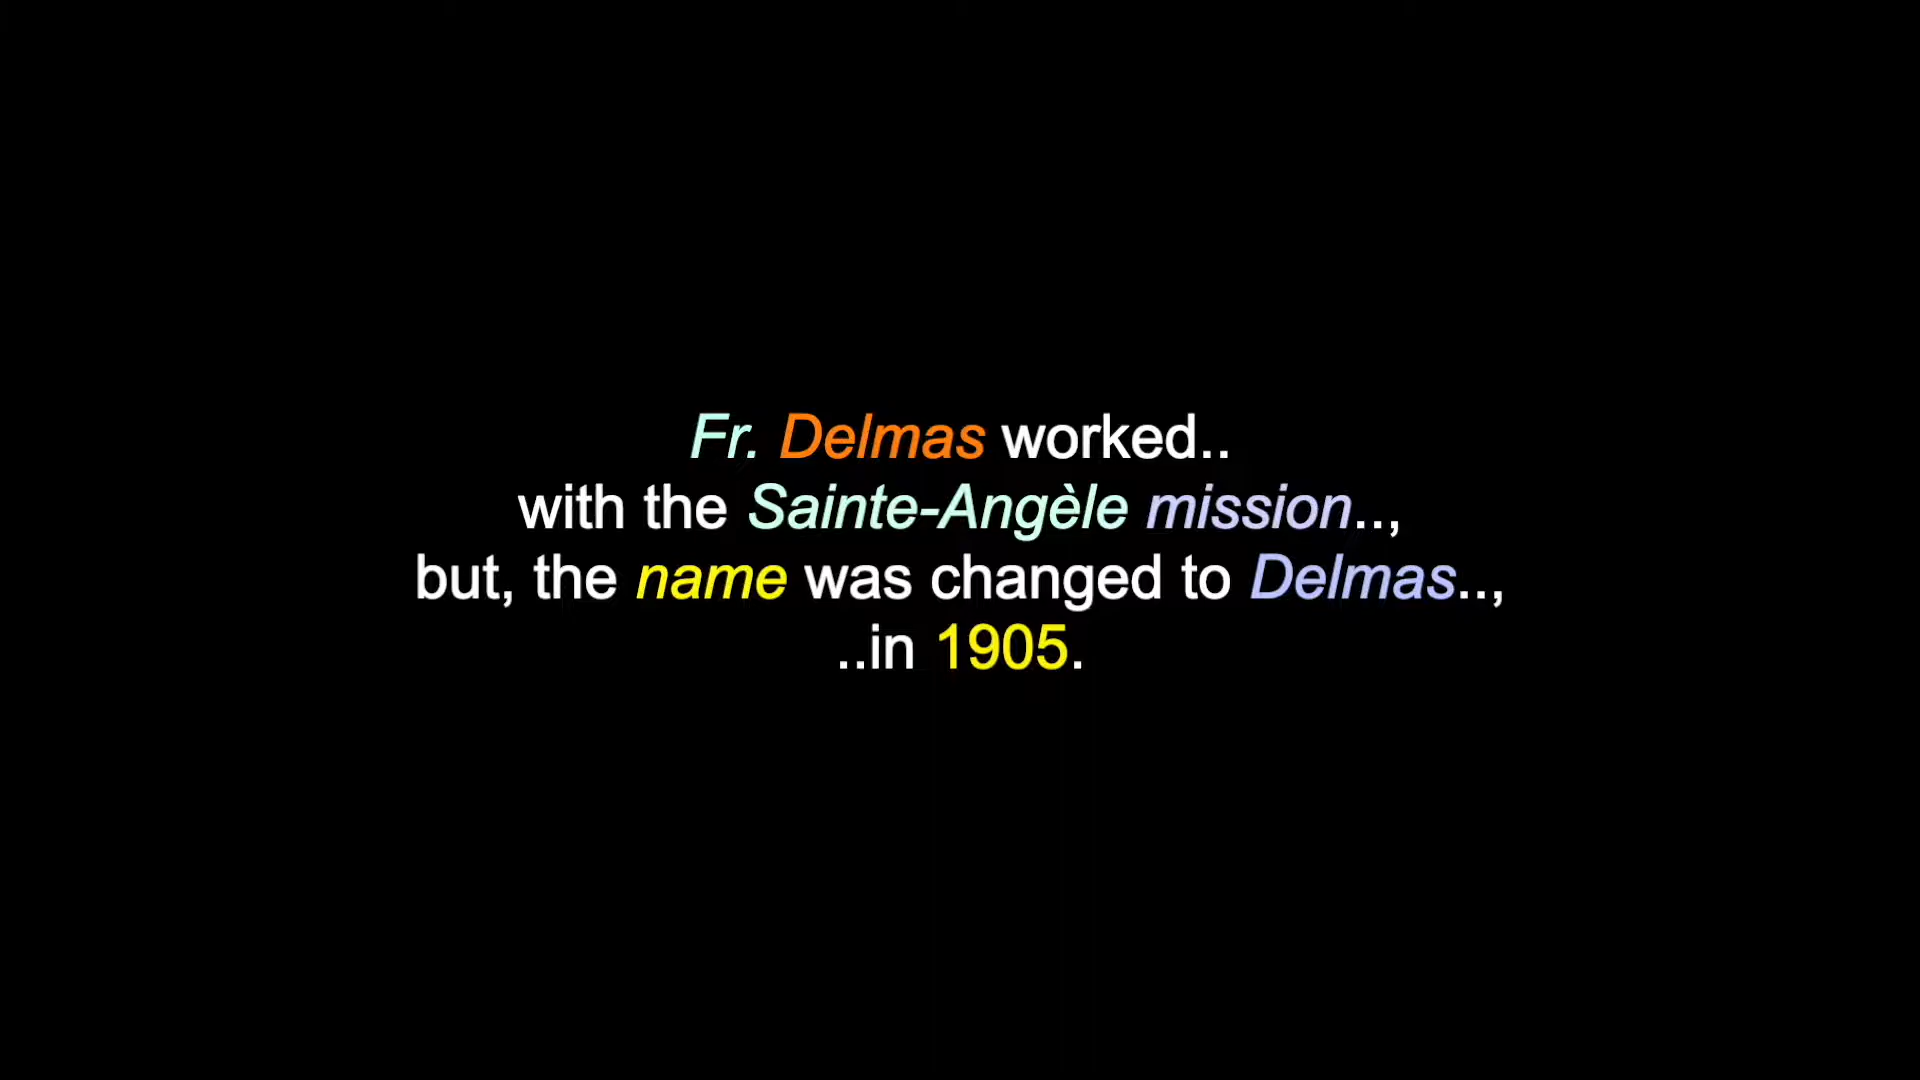 Fr. Delmas worked..
with the Sainte-Angèle mission..,
but, the name was changed to Delmas..,
..in 1905.